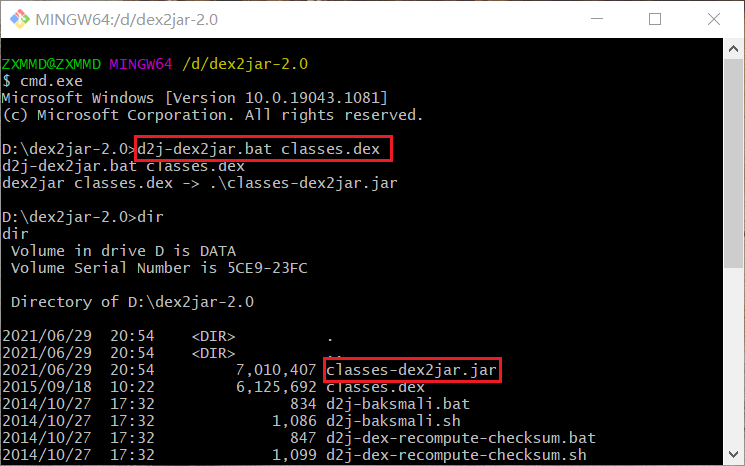 MINGW64:/d/dex2jar-2.0
ZXMMD@ZXMMD MINGW64 /d/dex2jar-2.0
$ cmd.exe
Microsoft Windows [Version 10.0.19043.1081]
(c) Microsoft Corporation. All rights reserved.
D:\dex2jar-2.0>d2j-dex2jar.bat classes.dex
d2j-dex2jar.bat classes.dex
dex2jar classes.dex -> .\classes-dex2jar.jar
D:\dex2jar-2.0>dir
dir
Volume in drive D is DATA
Volume Serial Number is 5CE9-23FC
Directory of D:\dex2jar-2.0
2021/06/29  20:54    <DIR>          .
2021/06/29  20:54    <DIR>          ..
2021/06/29  20:54         7,010,407 classes-dex2jar.jar
2015/09/18  10:22         6,125,692 classes.dex
2014/10/27  17:32               834 d2j-baksmali.bat
2014/10/27  17:32             1,086 d2j-baksmali.sh
2014/10/27  17:32               847 d2j-dex-recompute-checksum.bat
2014/10/27  17:32             1,099 d2j-dex-recompute-checksum.sh